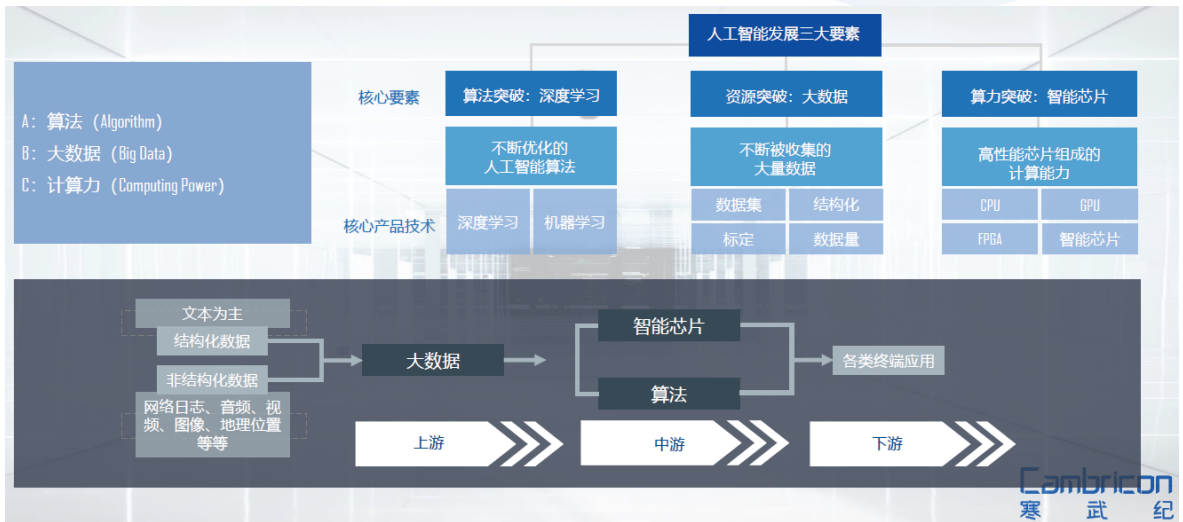 人工智能发展三大要素
A：算法（Algorithm）
B：大数据（Big Data）
C：计算力（Computing Power）
核心要素
算法突破：深度学习
资源突破：大数据
算力突破：智能芯片
不断优化的
人工智能算法
不断被收集的
大量数据
高性能芯片组成的
计算能力
核心产品技术
深度学习
机器学习
数据集
结构化
标定
数据量
CPU
GPU
FPGA
智能芯片
文本为主
结构化数据
非结构化数据
网络日志、音频、视
频、图像、地理位置
等等
大数据
智能芯片
算法
各类终端应用
上游
中游
下游
Cambricon
寒武纪